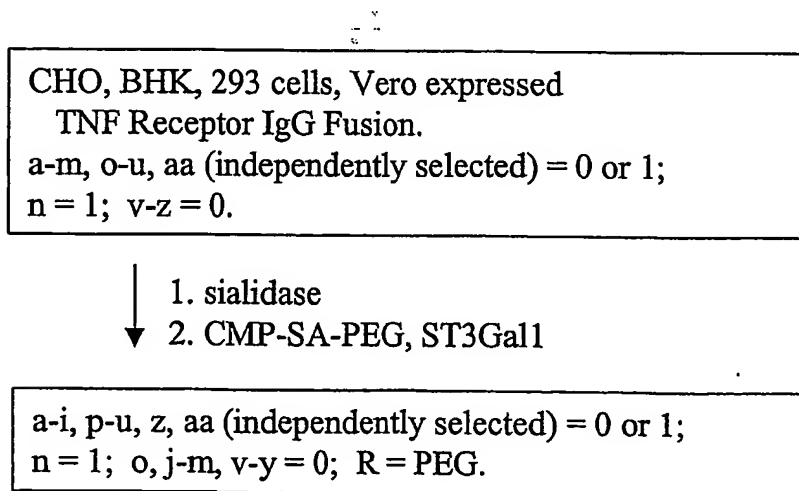 CHO, BHK, 293 cells, Vero expressed
TNF Receptor IgG Fusion.
a-m, o-u, aa (independently selected) = 0 or 1;
n = 1; v-z = 0.
1. sialidase
2. CMP-SA-PEG, ST3Gal1
a-i, p-u, z, aa (independently selected) = 0 or 1;
n = 1; o, j-m, v-y = 0; R = PEG.